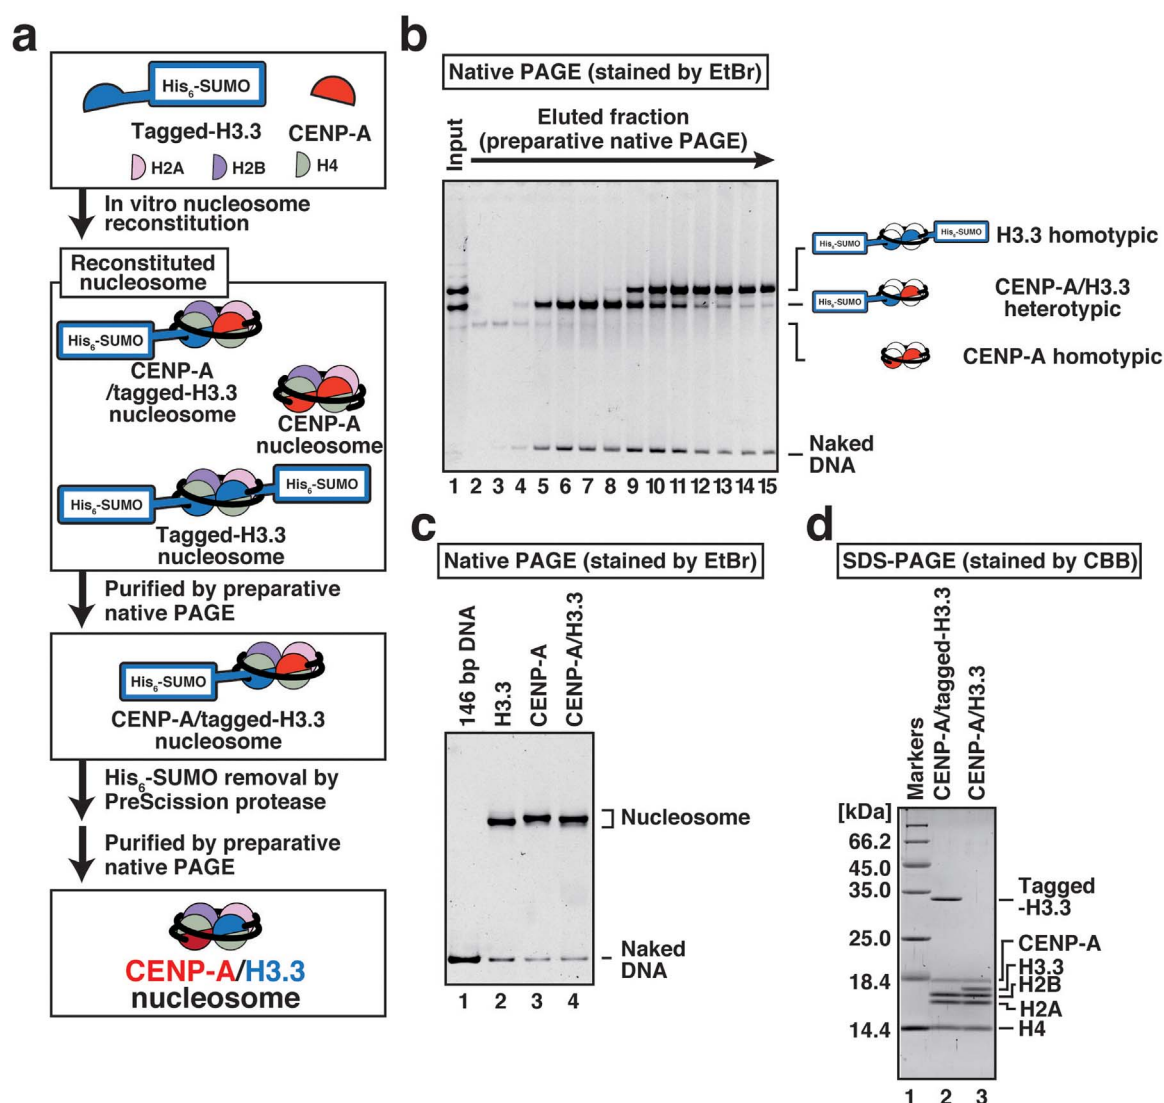 a
His6-SUMO
Tagged-H3.3
CENP-A
H2A
H2B
H4
In vitro nucleosome
reconstitution
Reconstituted
nucleosome
His6-SUMO
CENP-A
/tagged-H3.3
nucleosome
CENP-A
nucleosome
His6-SUMO
His6-SUMO
Tagged-H3.3
nucleosome
Purified by preparative
native PAGE
His6-SUMO
CENP-A/tagged-H3.3
nucleosome
His6-SUMO removal by
PreScission protease
Purified by preparative
native PAGE
CENP-A/H3.3
nucleosome
b
Native PAGE (stained by EtBr)
Input
Eluted fraction
(preparative native PAGE)
His6-SUMO
His6-SUMO
H3.3 homotypic
His6-SUMO
CENP-A/H3.3
heterotypic
CENP-A homotypic
Naked
DNA
1 2 3 4 5 6 7 8 9 10 11 12 13 14 15
c
Native PAGE (stained by EtBr)
146 bp DNA
H3.3
CENP-A
CENP-A/H3.3
Nucleosome
Naked
DNA
1 2 3 4
d
SDS-PAGE (stained by CBB)
Markers
CENP-A/tagged-H3.3
CENP-A/H3.3
[kDa]
66.2
45.0
35.0
25.0
18.4
14.4
Tagged
-H3.3
CENP-A
H3.3
H2B
H2A
H4
1 2 3